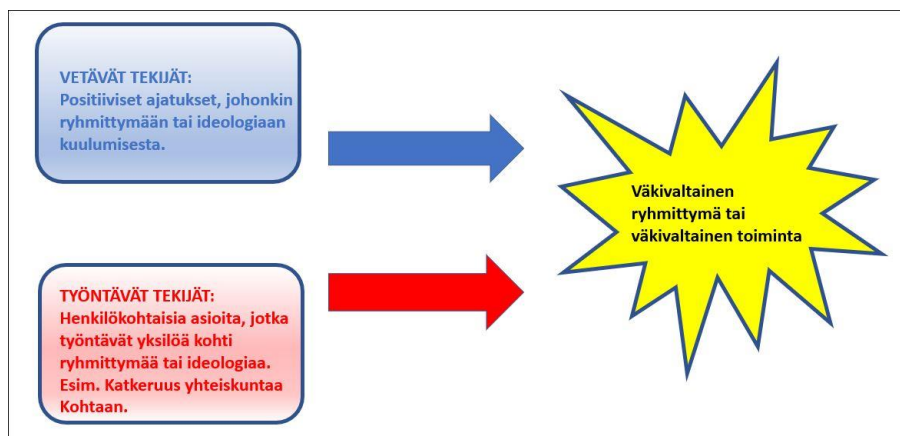 VETÄVÄT TEKIJÄT:
Positiiviset ajatukset, johonkin
ryhmittymään tai ideologiaan
kuulumisesta.
Väkivaltainen
ryhmittymä tai
väkivaltainen toiminta
TYÖNTÄVÄT TEKIJÄT:
Henkilökohtaisia asioita, jotka
työntävät yksilöä kohti
ryhmittymää tai ideologiaa.
Esim. Katkeruus yhteiskuntaa
Kohtaan.